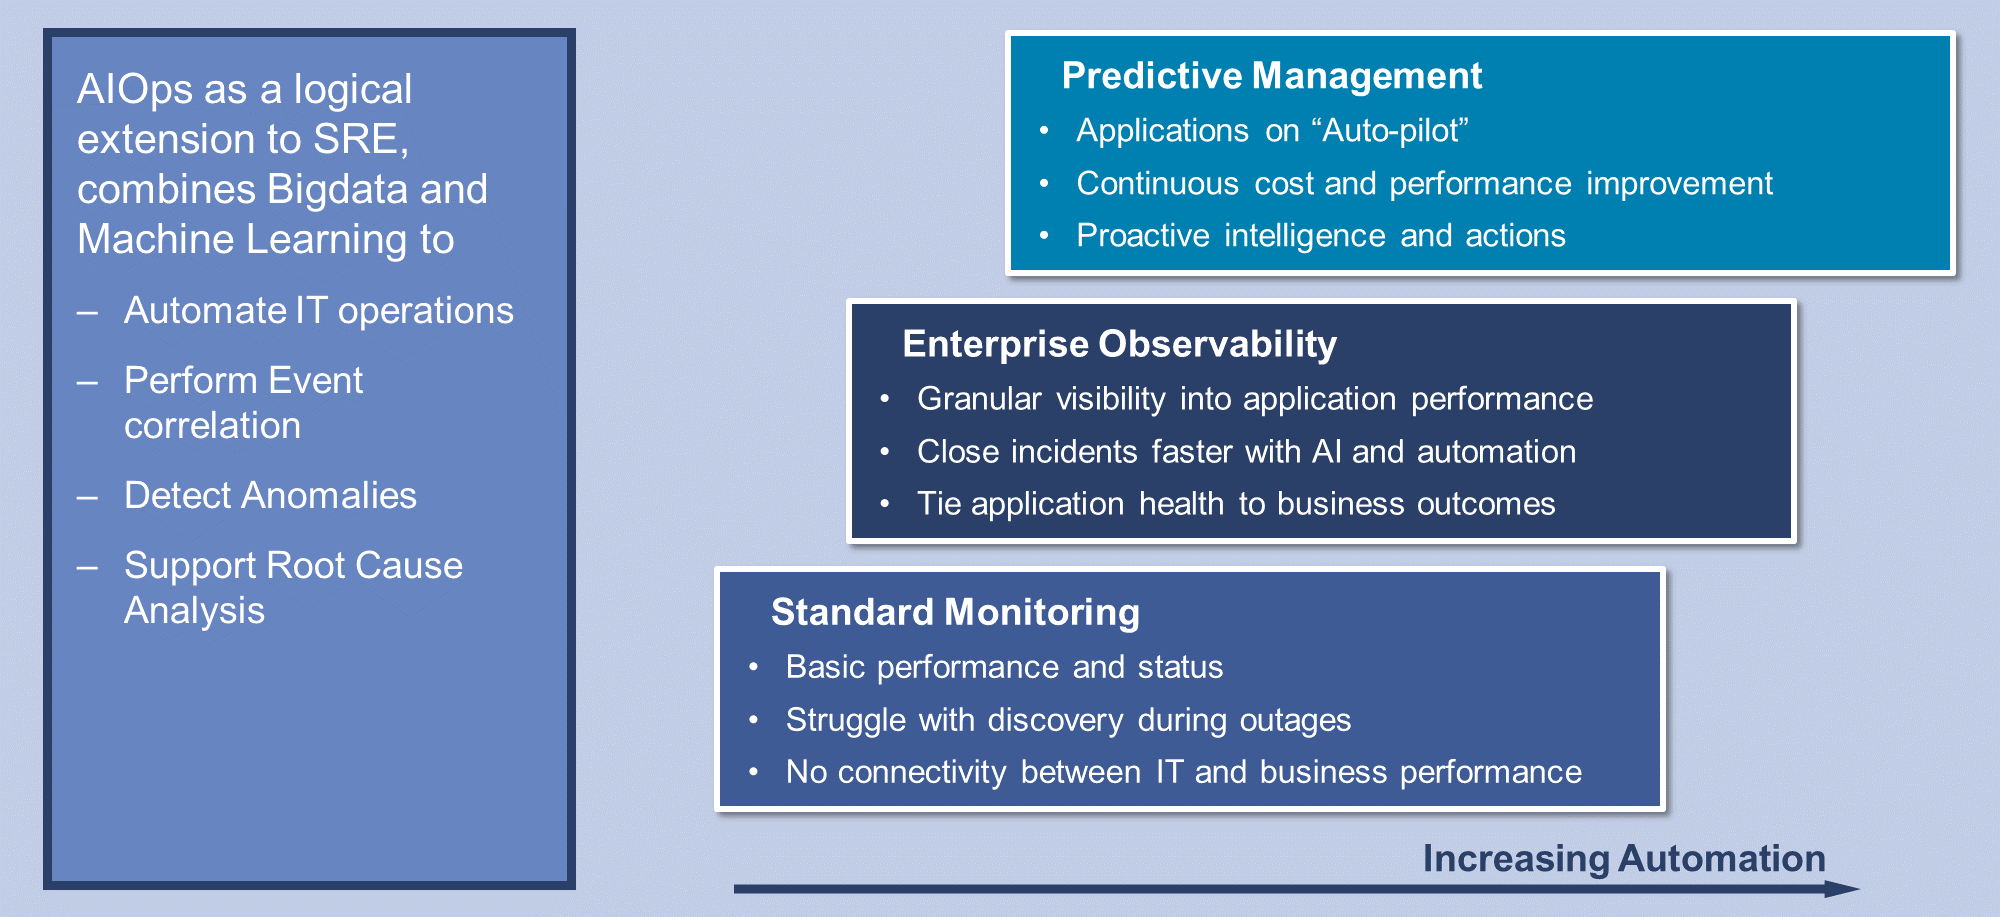 AIOps as a logical
extension to SRE,
combines Bigdata and
Machine Learning to
– Automate IT operations
– Perform Event
correlation
– Detect Anomalies
– Support Root Cause
Analysis
Predictive Management
• Applications on “Auto-pilot”
• Continuous cost and performance improvement
• Proactive intelligence and actions
Enterprise Observability
• Granular visibility into application performance
• Close incidents faster with AI and automation
• Tie application health to business outcomes
Standard Monitoring
• Basic performance and status
• Struggle with discovery during outages
• No connectivity between IT and business performance
Increasing Automation